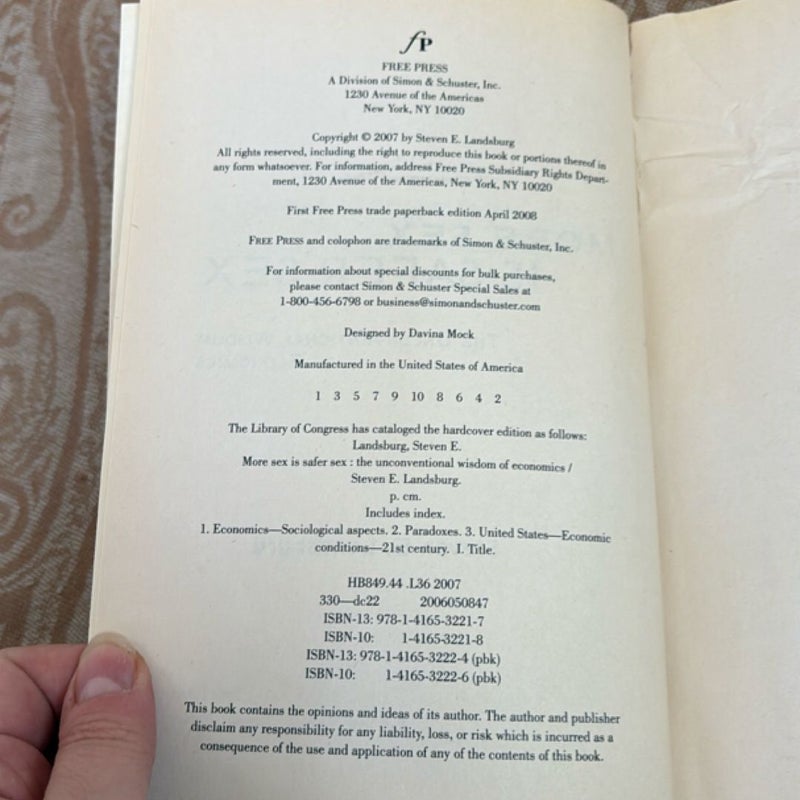 fP
FREE PRESS
A Division of Simon & Schuster, Inc.
1230 Avenue of the Americas
New York, NY 10020
Copyright © 2007 by Steven E. Landsburg
All rights reserved, including the right to reproduce this book or portions thereof in
any form whatsoever. For information, address Free Press Subsidiary Rights Depart-
ment, 1230 Avenue of the Americas, New York, NY 10020
First Free Press trade paperback edition April 2008
FREE PRESS and colophon are trademarks of Simon & Schuster, Inc.
For information about special discounts for bulk purchases,
please contact Simon & Schuster Special Sales at
1-800-456-6798 or business@simonandschuster.com
Designed by Davina Mock
Manufactured in the United States of America
1 3 5 7 9 10 8 6 4 2
The Library of Congress has cataloged the hardcover edition as follows:
Landsburg, Steven E.
More sex is safer sex : the unconventional wisdom of economics /
Steven E. Landsburg.
p. cm.
Includes index.
1. Economics—Sociological aspects. 2. Paradoxes. 3. United States—Economic
conditions—21st century. I. Title.
HB849.44 .L36 2007
330—dc22 2006050847
ISBN-13: 978-1-4165-3221-7
ISBN-10: 1-4165-3221-8
ISBN-13: 978-1-4165-3222-4 (pbk)
ISBN-10: 1-4165-3222-6 (pbk)
This book contains the opinions and ideas of its author. The author and publisher
disclaim any responsibility for any liability, loss, or risk which is incurred as a
consequence of the use and application of any of the contents of this book.